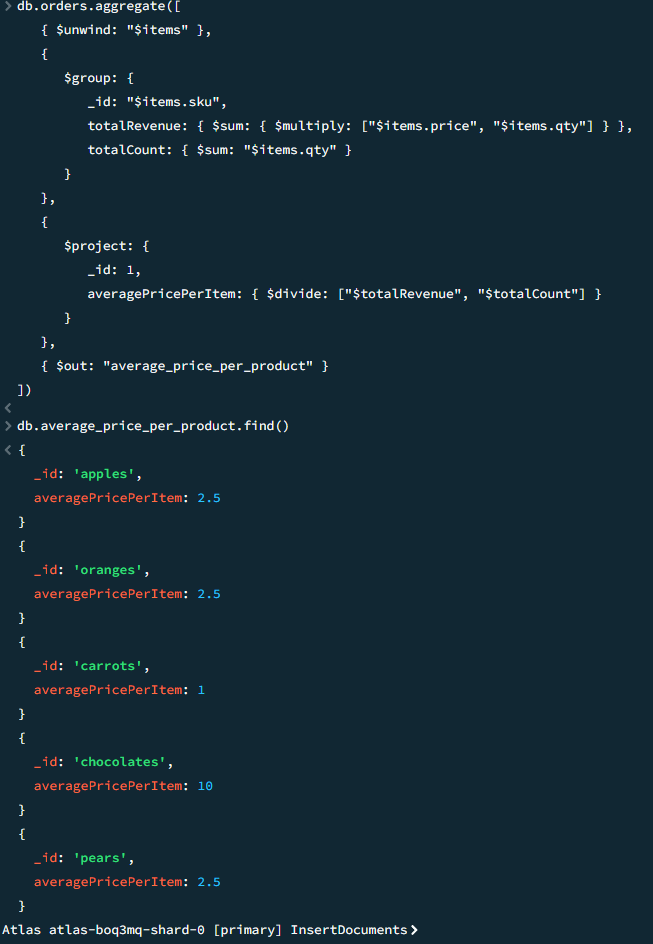 db.orders.aggregate([
{ $unwind: "$items" },
{
$group: {
_id: "$items.sku",
totalRevenue: { $sum: { $multiply: ["$items.price", "$items.qty"] } },
totalCount: { $sum: "$items.qty" }
}
},
{
$project: {
_id: 1,
averagePricePerItem: { $divide: ["$totalRevenue", "$totalCount"] }
}
},
{ $out: "average_price_per_product" }
])
db.average_price_per_product.find()
{
_id: 'apples',
averagePricePerItem: 2.5
}
{
_id: 'oranges',
averagePricePerItem: 2.5
}
{
_id: 'carrots',
averagePricePerItem: 1
}
{
_id: 'chocolates',
averagePricePerItem: 10
}
{
_id: 'pears',
averagePricePerItem: 2.5
}
Atlas atlas-boq3mq-shard-0 [primary] InsertDocuments>